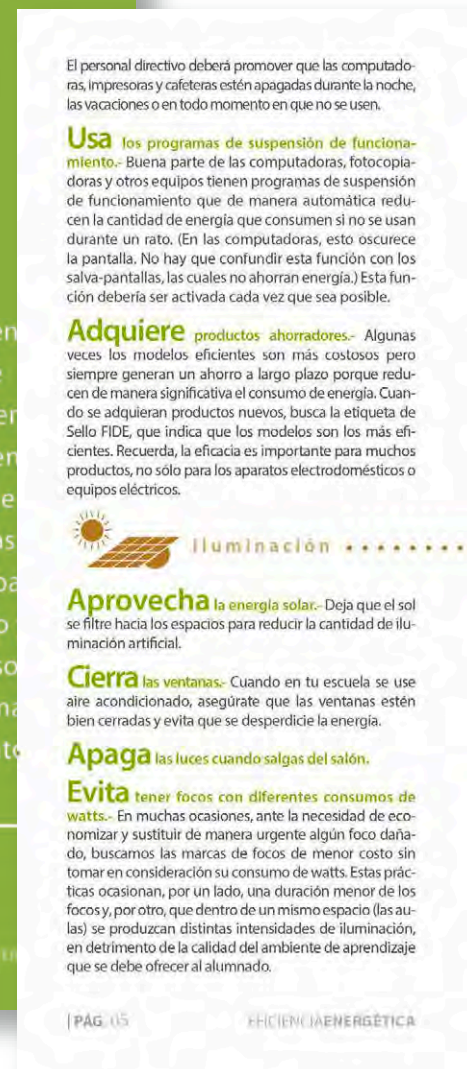 El personal directivo deberá promover que las computado-
ras, impresoras y cafeteras estén apagadas durante la noche,
las vacaciones o en todo momento en que no se usen.
Usa los programas de suspensión de funciona-
miento.- Buena parte de las computadoras, fotocopia-
doras y otros equipos tienen programas de suspensión
de funcionamiento que de manera automática redu-
cen la cantidad de energía que consumen si no se usan
durante un rato. (En las computadoras, esto oscurece
la pantalla. No hay que confundir esta función con los
salva-pantallas, las cuales no ahorran energía.) Esta fun-
ción debería ser activada cada vez que sea posible.
Adquiere productos ahorradores.- Algunas
veces los modelos eficientes son más costosos pero
siempre generan un ahorro a largo plazo porque redu-
cen de manera significativa el consumo de energía. Cuan-
do se adquieran productos nuevos, busca la etiqueta de
Sello FIDE, que indica que los modelos son los más efi-
cientes. Recuerda, la eficacia es importante para muchos
productos, no sólo para los aparatos electrodomésticos o
equipos eléctricos.
Iluminación
Aprovecha la energía solar.- Deja que el sol
se filtre hacia los espacios para reducir la cantidad de ilu-
minación artificial.
Cierra las ventanas.- Cuando en tu escuela se use
aire acondicionado, asegúrate que las ventanas estén
bien cerradas y evita que se desperdicie la energía.
Apaga las luces cuando salgas del salón.
Evita tener focos con diferentes consumos de
watts.- En muchas ocasiones, ante la necesidad de eco-
nomizar y sustituir de manera urgente algún foco daña-
do, buscamos las marcas de focos de menor costo sin
tomar en consideración su consumo de watts. Estas prác-
ticas ocasionan, por un lado, una duración menor de los
focos y, por otro, que dentro de un mismo espacio (las au-
las) se produzcan distintas intensidades de iluminación,
en detrimento de la calidad del ambiente de aprendizaje
que se debe ofrecer al alumnado.
| PÁG. 05 EFICIENCIAENERGÉTICA